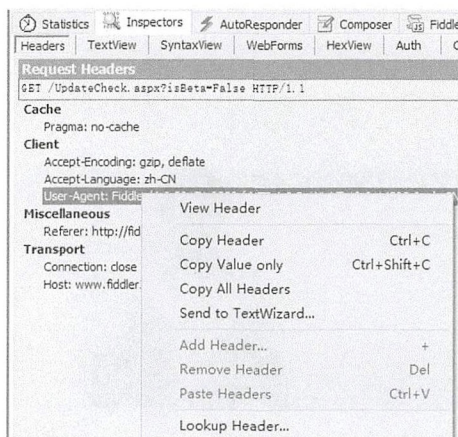 Statistics Inspectors AutoResponder Composer Fiddle
Headers TextView SyntaxView WebForms HexView Auth
Request Headers
GET /UpdateCheck.aspx?isBeta=False HTTP/1.1
Cache
Pragma: no-cache
Client
Accept-Encoding: gzip, deflate
Accept-Language: zh-CN
User-Agent: Fiddle
Miscellaneous
Referer: http://fid
Transport
Connection: close
Host: www.fiddler
View Header
Copy Header Ctrl+C
Copy Value only Ctrl+Shift+C
Copy All Headers
Send to TextWizard...
Add Header... +
Remove Header Del
Paste Headers Ctrl+V
Lookup Header...